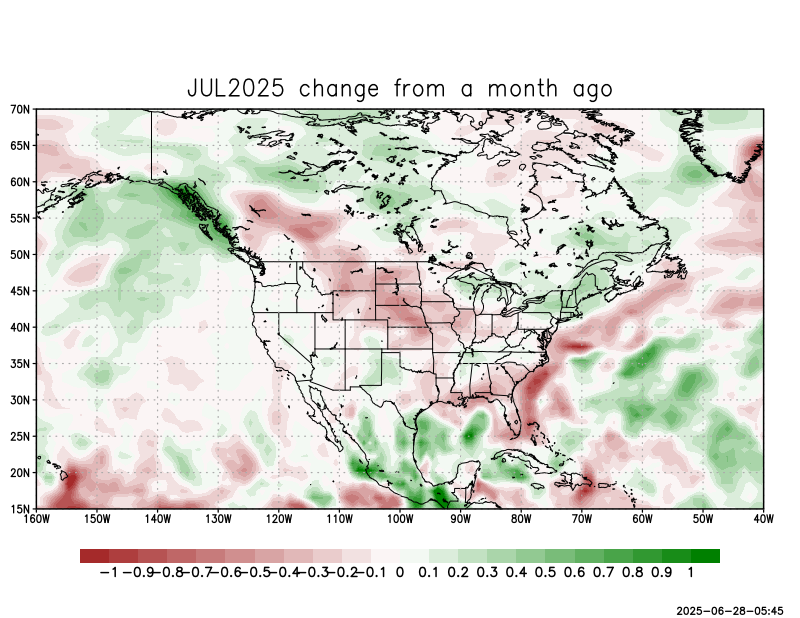 JUL2025 change from a month ago
70N
65N
60N
55N
50N
45N
40N
35N
30N
25N
20N
15N
160W 150W 140W 130W 120W 110W 100W 90W 80W 70W 60W 50W 40W
−1 −0.9 −0.8 −0.7 −0.6 −0.5 −0.4 −0.3 −0.2 −0.1 0 0.1 0.2 0.3 0.4 0.5 0.6 0.7 0.8 0.9 1
2025-06-28-05:45